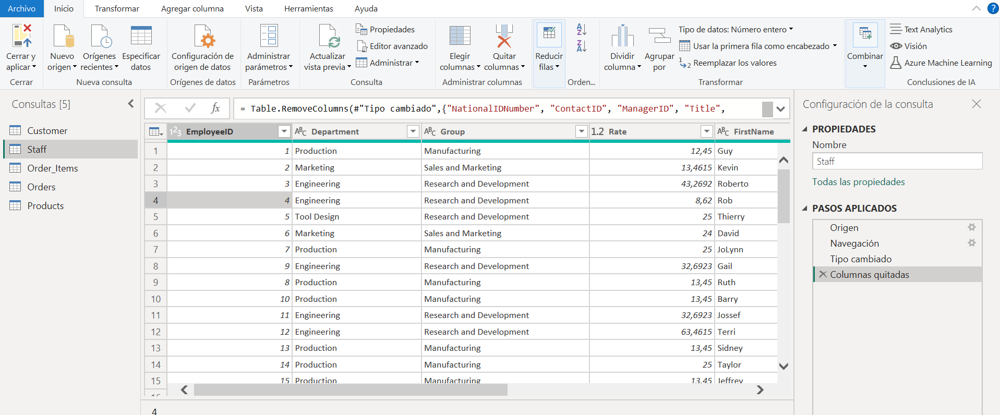 Archivo Inicio Transformar Agregar columna Vista Herramientas Ayuda
Cerrar y
aplicar
Cerrar
Nuevo
origen
Orígenes
recientes
Especificar
datos
Nueva consulta
Configuración de
origen de datos
Orígenes de datos
Administrar
parámetros
Parámetros
Actualizar
vista previa
Propiedades
Editor avanzado
Administrar
Consulta
Elegir
columnas
Quitar
columnas
Administrar columnas
Reducir
filas
A
Z
Z
A
Orden...
Dividir
columna
Agrupar
por
Tipo de datos: Número entero
Usar la primera fila como encabezado
1 2 Reemplazar los valores
Transformar
Combinar
Text Analytics
Visión
Azure Machine Learning
Conclusiones de IA
?
Consultas [5]
Customer
Staff
Order_Items
Orders
Products
fx = Table.RemoveColumns(#"Tipo cambiado",{"NationalIDNumber", "ContactID", "ManagerID", "Title",
123 EmployeeID ABC Department ABC Group 1.2 Rate ABC FirstName
1 1 Production Manufacturing 12,45 Guy
2 2 Marketing Sales and Marketing 13,4615 Kevin
3 3 Engineering Research and Development 43,2692 Roberto
4 4 Engineering Research and Development 8,62 Rob
5 5 Tool Design Research and Development 25 Thierry
6 6 Marketing Sales and Marketing 24 David
7 7 Production Manufacturing 25 JoLynn
8 9 Engineering Research and Development 32,6923 Gail
9 8 Production Manufacturing 13,45 Ruth
10 10 Production Manufacturing 13,45 Barry
11 11 Engineering Research and Development 32,6923 Jossef
12 12 Engineering Research and Development 63,4615 Terri
13 13 Production Manufacturing 13,45 Sidney
14 14 Production Manufacturing 25 Taylor
15 15 Production Manufacturing 13,45 Jeffrey
4
Configuración de la consulta
PROPIEDADES
Nombre
Staff
Todas las propiedades
PASOS APLICADOS
Origen
Navegación
Tipo cambiado
Columnas quitadas